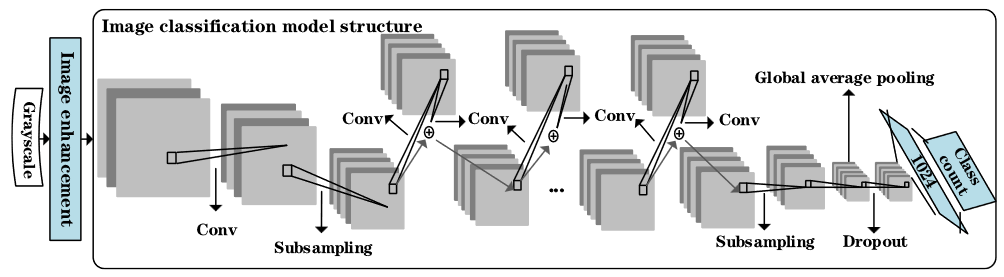 Image classification model structure
Grayscale
Image enhancement
Conv
Subsampling
Conv
Conv
Conv
Conv
...
Subsampling
Global average pooling
Dropout
1024
Class
count